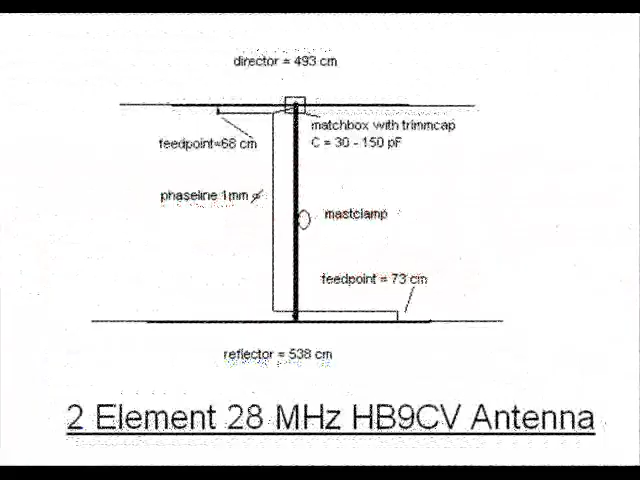 director = 493 cm
matchbox with trimmcap
C = 30 - 150 pF
feedpoint=68 cm
phaseline 1mm ⌀
mastclamp
feedpoint = 73 cm
reflector = 538 cm
2 Element 28 MHz HB9CV Antenna